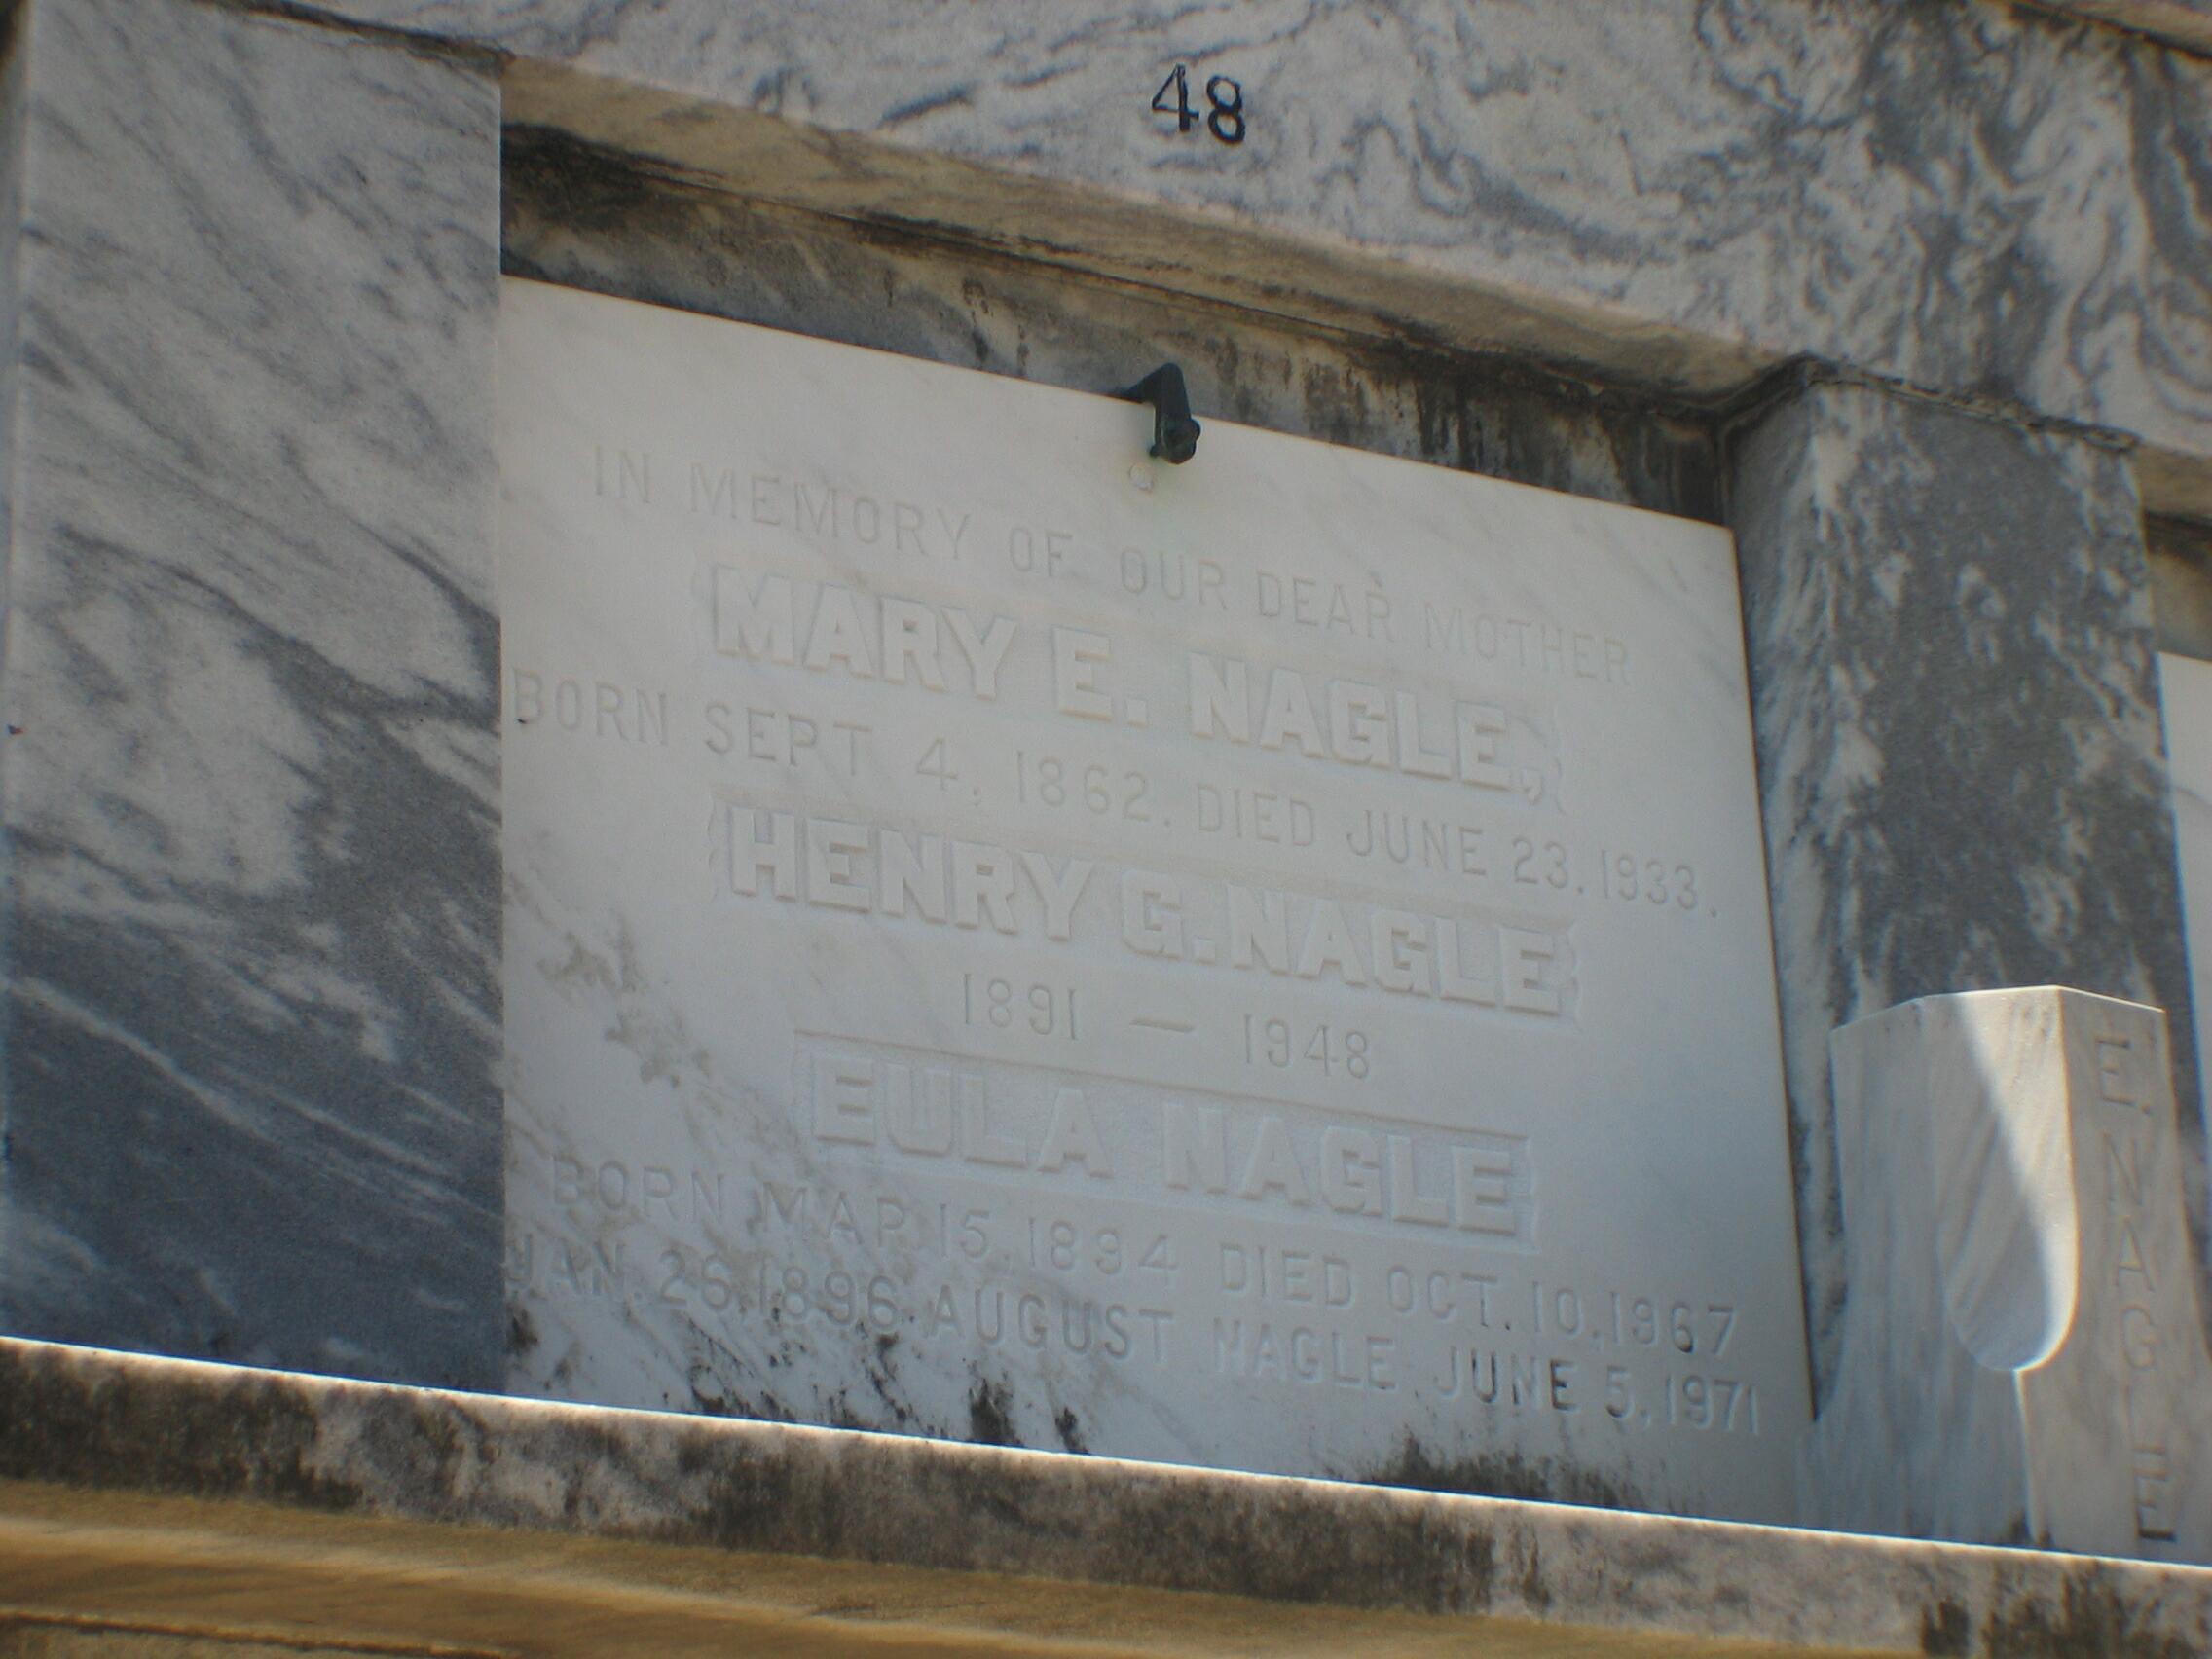 48
IN MEMORY OF OUR DEAR MOTHER
MARY E. NAGLE,
BORN SEPT 4, 1862. DIED JUNE 23, 1933.
HENRY G. NAGLE
1891 — 1948
EULA NAGLE
BORN MAR. 15, 1894 DIED OCT. 10, 1967
JAN. 26, 1896. AUGUST NAGLE JUNE 5, 1971
E. NAGLE